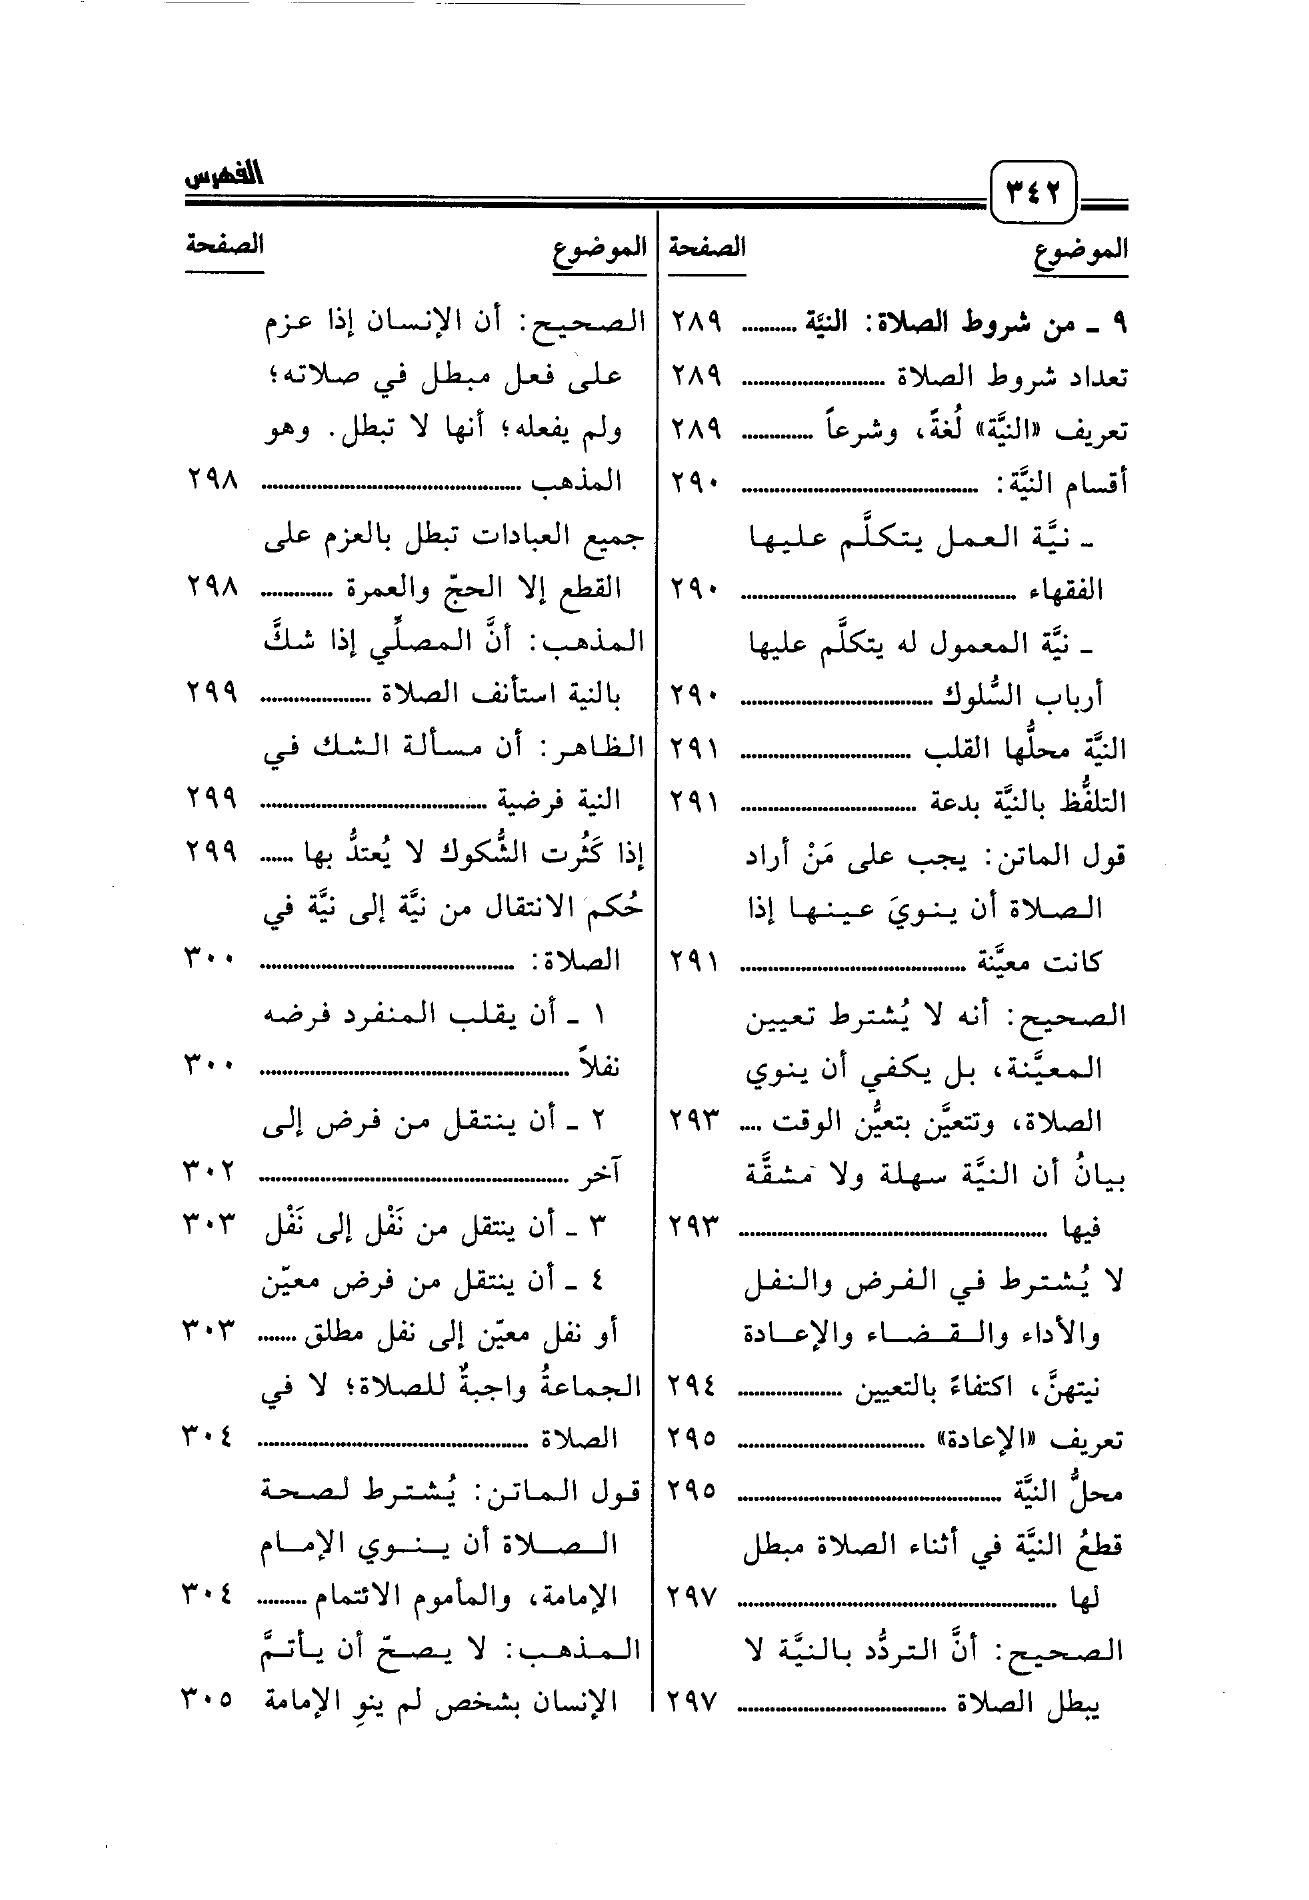 ٣٤٢
الفهرس
الموضوع الصفحة
٩ ـ من شروط الصلاة: النيَّة .......... ٢٨٩
تعداد شروط الصلاة .......... ٢٨٩
تعريف «النيَّة» لُغةً، وشرعاً .......... ٢٨٩
أقسام النيَّة: .......... ٢٩٠
ـ نيَّة العمل يتكلَّم عليها
الفقهاء .......... ٢٩٠
ـ نيَّة المعمول له يتكلَّم عليها
أرباب السُّلوك .......... ٢٩٠
النيَّة محلُّها القلب .......... ٢٩١
التلفُّظ بالنيَّة بدعة .......... ٢٩١
قول الماتن: يجب على مَنْ أراد
الصلاة أن ينويَ عينها إذا
كانت معيَّنة .......... ٢٩١
الصحيح: أنه لا يُشترط تعيين
المعيَّنة، بل يكفي أن ينوي
الصلاة، وتتعيَّن بتعيُّن الوقت .... ٢٩٣
بيانُ أن النيَّة سهلة ولا مشقَّة
فيها .......... ٢٩٣
لا يُشترط في الفرض والنفل
والأداء والقضاء والإعادة
نيتهنَّ، اكتفاءً بالتعيين .......... ٢٩٤
تعريف «الإعادة» .......... ٢٩٥
محلُّ النيَّة .......... ٢٩٥
قطعُ النيَّة في أثناء الصلاة مبطل
لها .......... ٢٩٧
الصحيح: أنَّ التردُّد بالنيَّة لا
يبطل الصلاة .......... ٢٩٧
الموضوع الصفحة
الصحيح: أن الإنسان إذا عزم
على فعل مبطل في صلاته؛
ولم يفعله؛ أنها لا تبطل. وهو
المذهب .......... ٢٩٨
جميع العبادات تبطل بالعزم على
القطع إلا الحجّ والعمرة .......... ٢٩٨
المذهب: أنَّ المصلِّي إذا شكَّ
بالنية استأنف الصلاة .......... ٢٩٩
الظاهر: أن مسألة الشك في
النية فرضية .......... ٢٩٩
إذا كَثُرت الشُّكوك لا يُعتدُّ بها ...... ٢٩٩
حُكم الانتقال من نيَّة إلى نيَّة في
الصلاة: .......... ٣٠٠
١ ـ أن يقلب المنفرد فرضه
نفلاً .......... ٣٠٠
٢ ـ أن ينتقل من فرض إلى
آخر .......... ٣٠٢
٣ ـ أن ينتقل من نَفْل إلى نَفْل ٣٠٣
٤ ـ أن ينتقل من فرض معيّن
أو نفل معيّن إلى نفل مطلق ....... ٣٠٣
الجماعةُ واجبةٌ للصلاة؛ لا في
الصلاة .......... ٣٠٤
قول الماتن: يُشترط لصحة
الصلاة أن ينوي الإمام
الإمامة، والمأموم الائتمام ......... ٣٠٤
المذهب: لا يصحّ أن يأتمَّ
الإنسان بشخص لم ينوِ الإمامة ٣٠٥